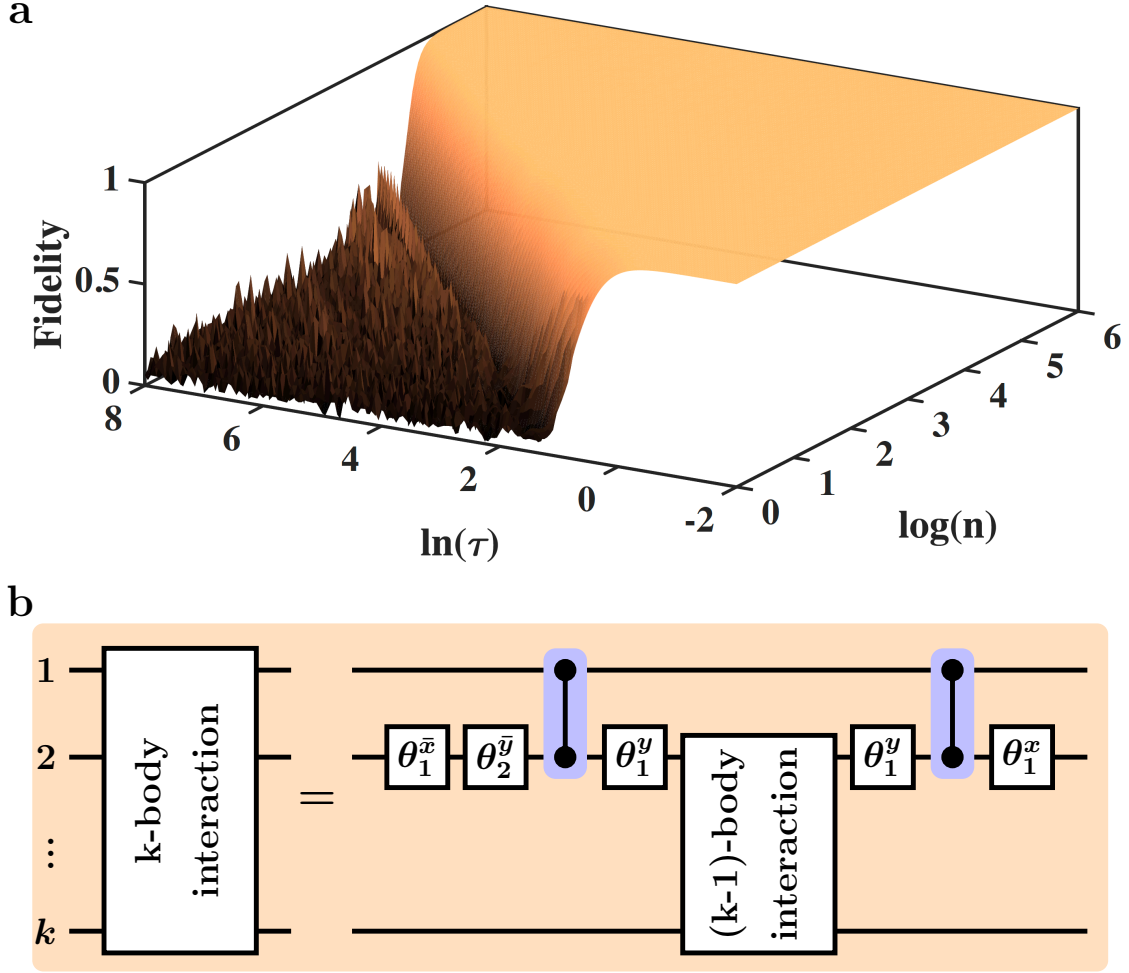 a
1
0.5
0
Fidelity
8
6
4
2
0
-2
ln(τ)
0
1
2
3
4
5
6
log(n)
b
1
2
...
k
k-body
interaction
=
θ₁^x̄
θ₂^ȳ
θ₁^y
(k-1)-body
interaction
θ₁^y
θ₁^x